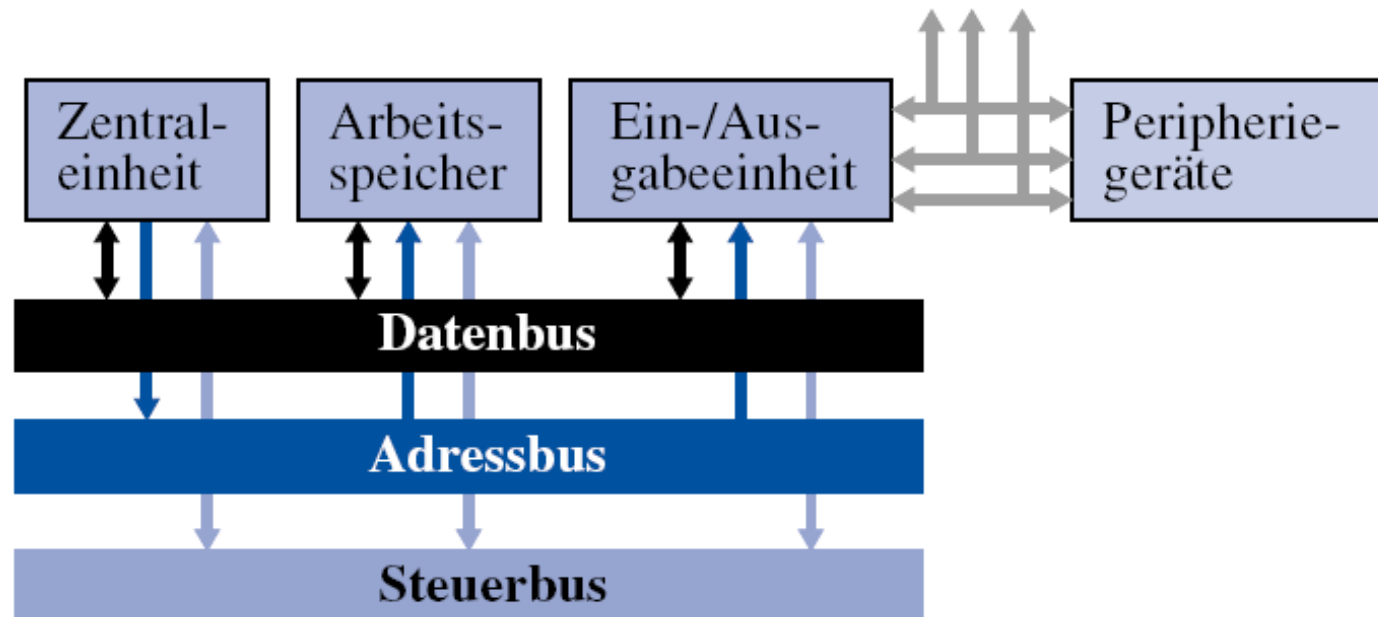 Zentral-
einheit
Arbeits-
speicher
Ein-/Aus-
gabeeinheit
Peripherie-
geräte
Datenbus
Adressbus
Steuerbus